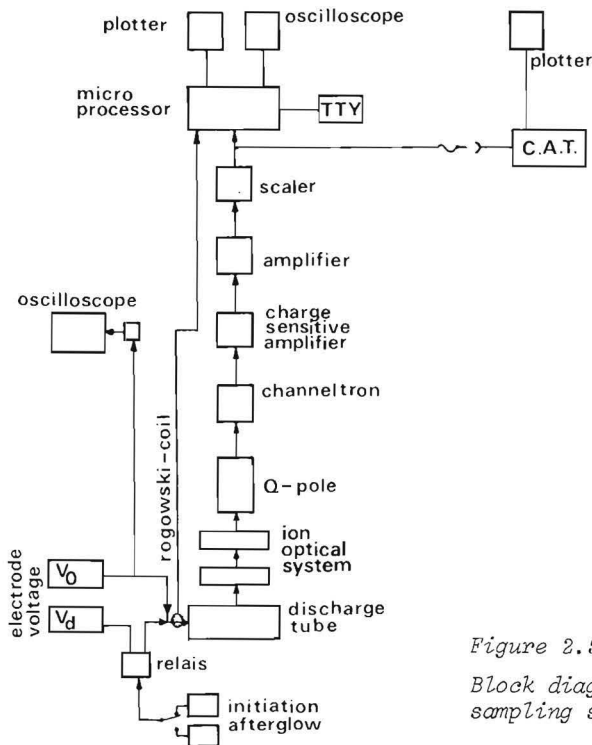 plotter
oscilloscope
plotter
micro
processor
TTY
C.A.T.
scaler
amplifier
oscilloscope
charge
sensitive
amplifier
channeltron
rogowski-coil
Q-pole
ion
optical
system
electrode
voltage
V0
Vd
discharge
tube
relais
initiation
afterglow
Figure 2.5
Block diag
sampling s